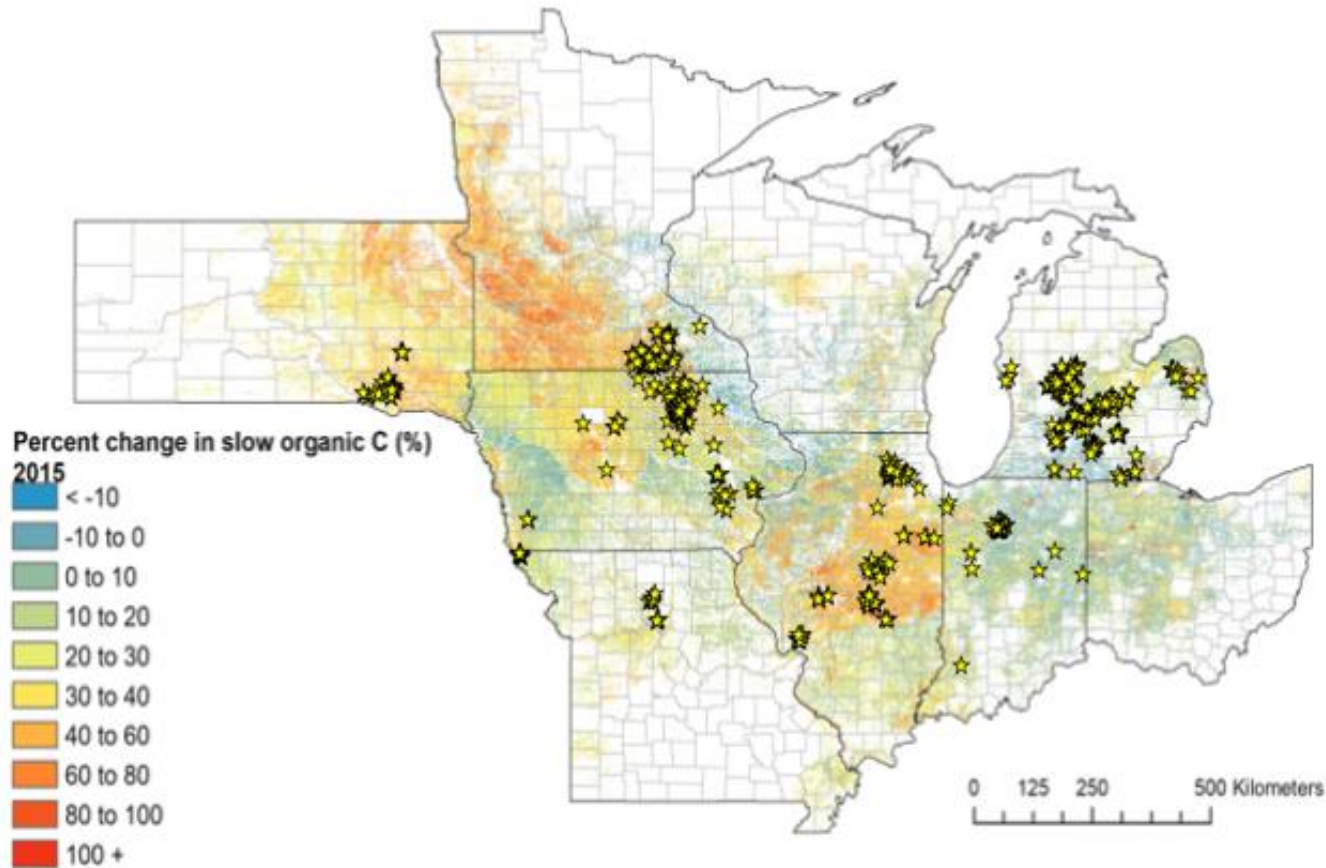 Percent change in slow organic C (%)
2015
< -10
-10 to 0
0 to 10
10 to 20
20 to 30
30 to 40
40 to 60
60 to 80
80 to 100
100 +
0 125 250 500 Kilometers